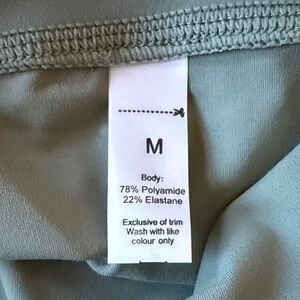 M
Body:
78% Polyamide
22% Elastane
Exclusive of trim
Wash with like
colour only